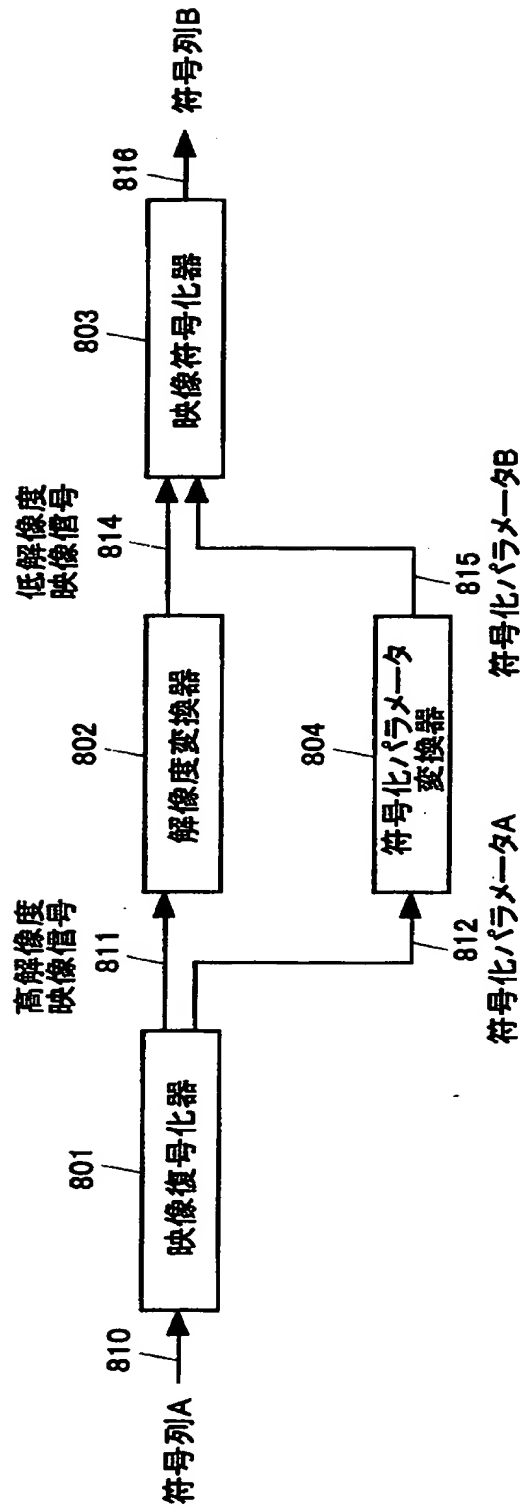 符号列A
810
801
映像復号化器
高解像度
映像信号
811
802
解像度変換器
低解像度
映像信号
814
803
映像符号化器
816
符号列B
812
符号化パラメータA
804
符号化パラメータ
変換器
815
符号化パラメータB